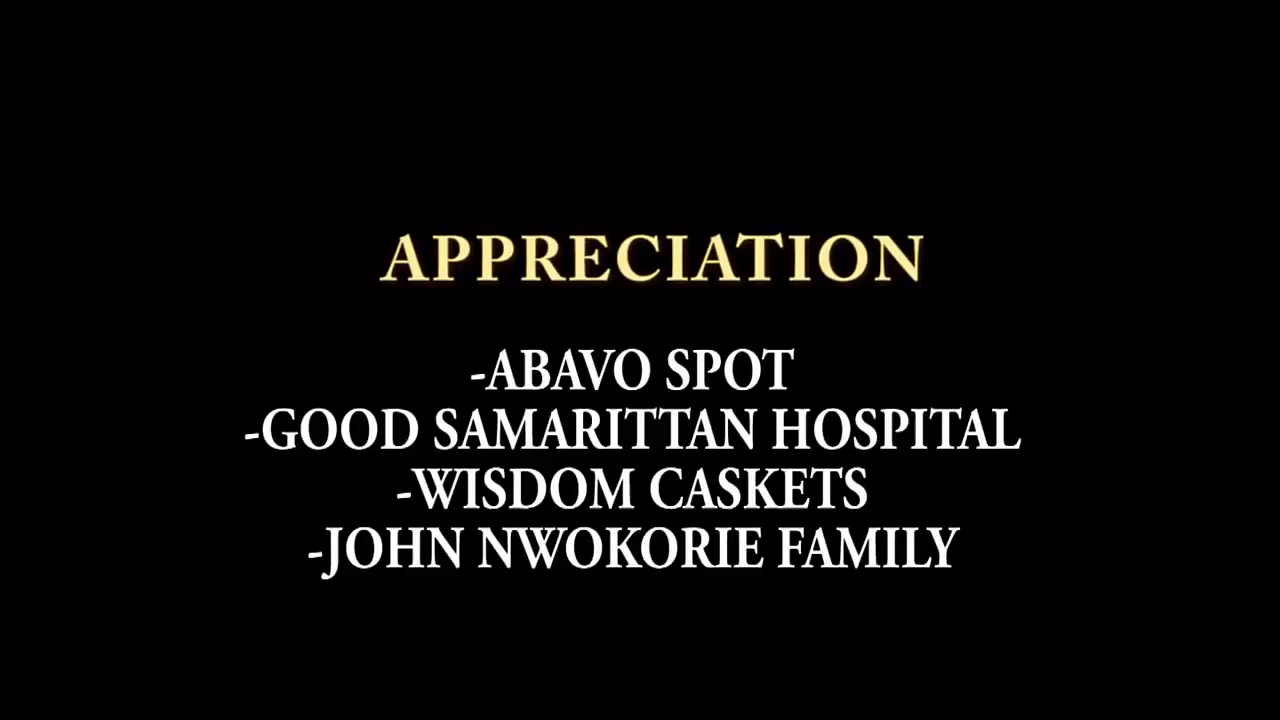 APPRECIATION
-ABAVO SPOT
-GOOD SAMARITTAN HOSPITAL
-WISDOM CASKETS
-JOHN NWOKORIE FAMILY